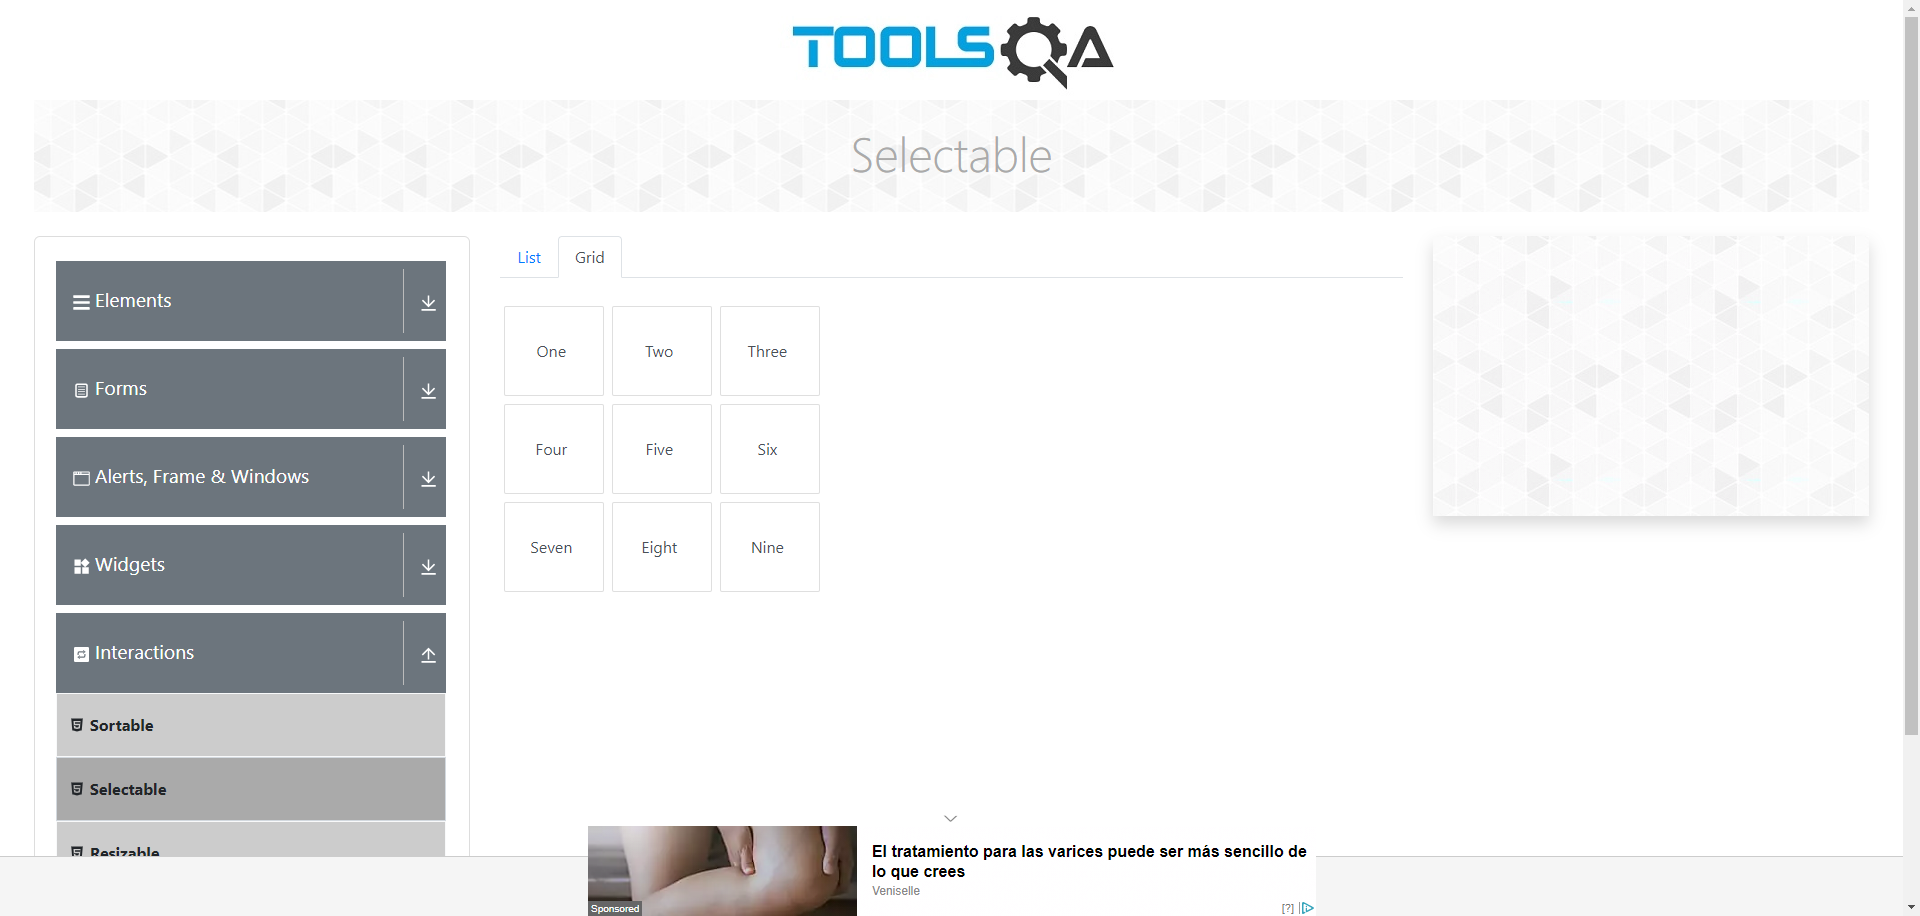 TOOLSQA
Selectable
Elements
Forms
Alerts, Frame & Windows
Widgets
Interactions
Sortable
Selectable
Resizable
List
Grid
One
Two
Three
Four
Five
Six
Seven
Eight
Nine
El tratamiento para las varices puede ser más sencillo de
lo que crees
Veniselle
Sponsored
[?]